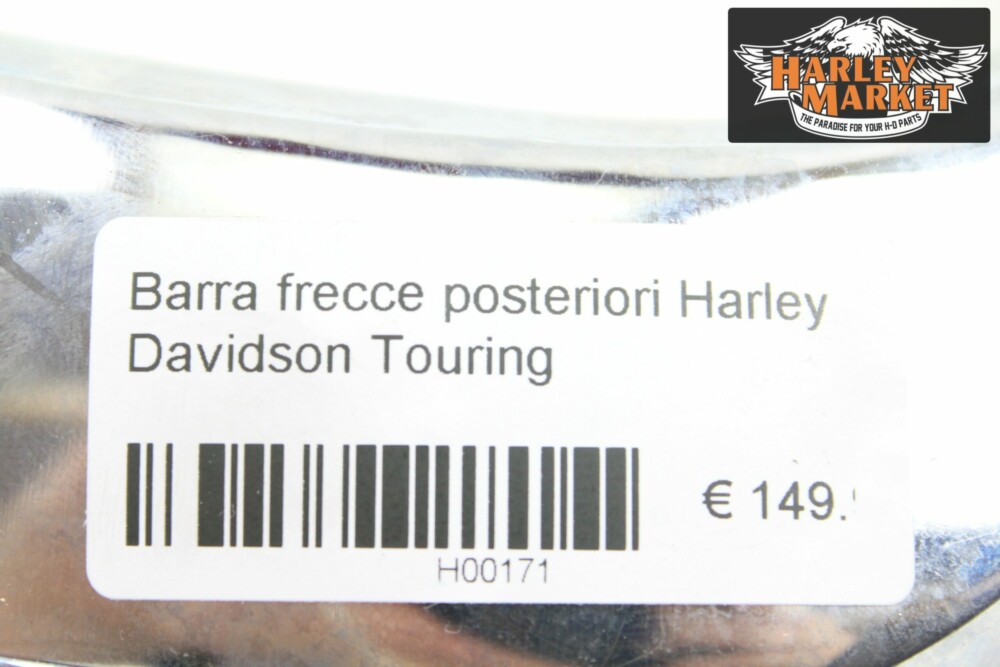 HARLEY
MARKET
THE PARADISE FOR YOUR H-D PARTS
Barra frecce posteriori Harley
Davidson Touring
€ 149.
H00171